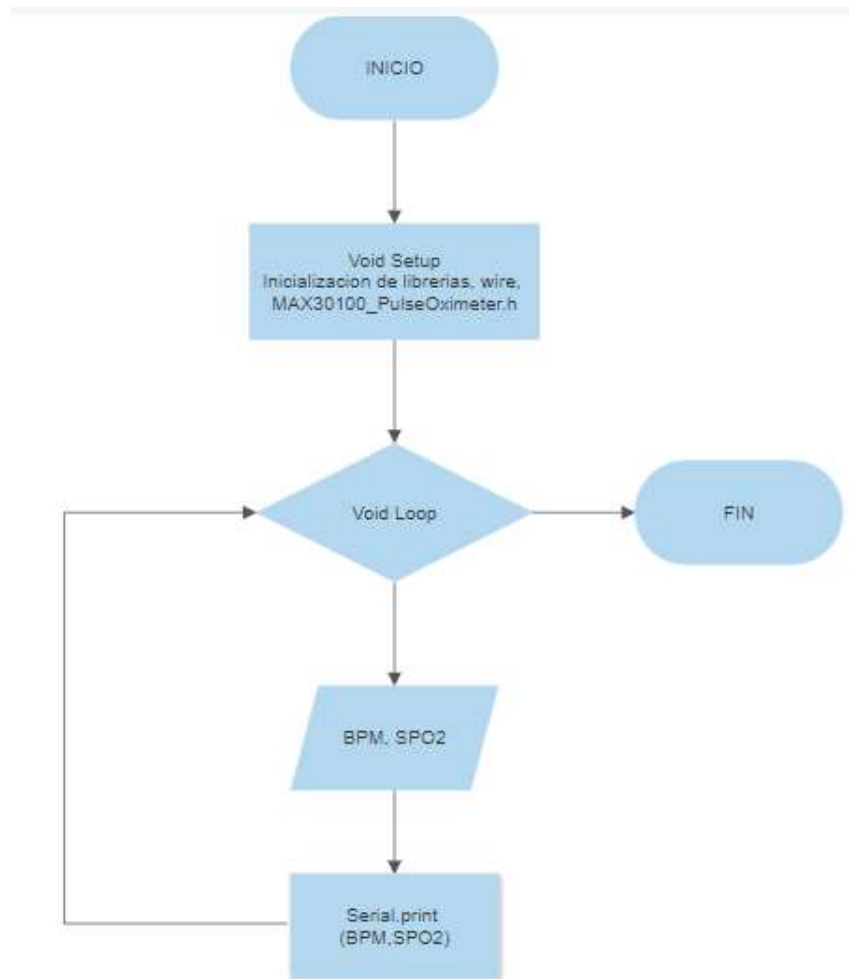 INICIO
Void Setup
Inicializacion de librerias, wire,
MAX30100_PulseOximeter.h
Void Loop
FIN
BPM, SPO2
Serial.print
(BPM,SPO2)